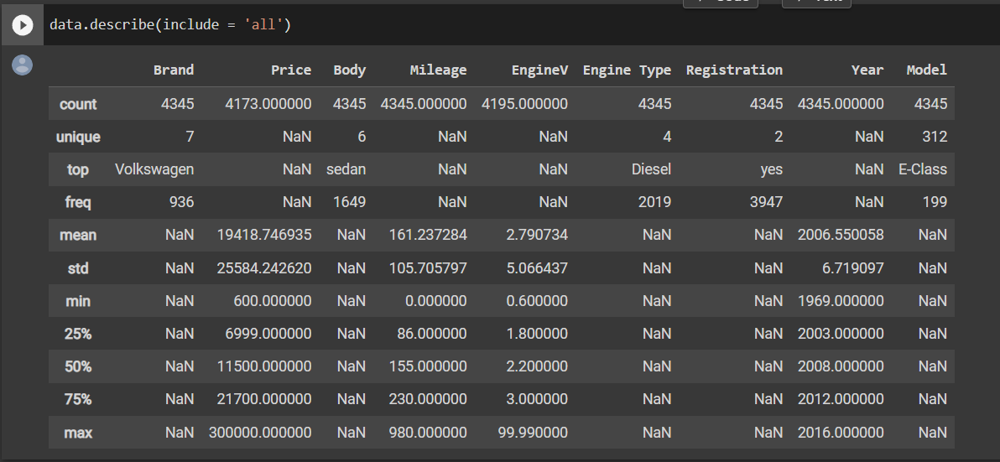 data.describe(include = 'all')
Brand Price Body Mileage EngineV Engine Type Registration Year Model
count 4345 4173.000000 4345 4345.000000 4195.000000 4345 4345 4345.000000 4345
unique 7 NaN 6 NaN NaN 4 2 NaN 312
top Volkswagen NaN sedan NaN NaN Diesel yes NaN E-Class
freq 936 NaN 1649 NaN NaN 2019 3947 NaN 199
mean NaN 19418.746935 NaN 161.237284 2.790734 NaN NaN 2006.550058 NaN
std NaN 25584.242620 NaN 105.705797 5.066437 NaN NaN 6.719097 NaN
min NaN 600.000000 NaN 0.000000 0.600000 NaN NaN 1969.000000 NaN
25% NaN 6999.000000 NaN 86.000000 1.800000 NaN NaN 2003.000000 NaN
50% NaN 11500.000000 NaN 155.000000 2.200000 NaN NaN 2008.000000 NaN
75% NaN 21700.000000 NaN 230.000000 3.000000 NaN NaN 2012.000000 NaN
max NaN 300000.000000 NaN 980.000000 99.990000 NaN NaN 2016.000000 NaN